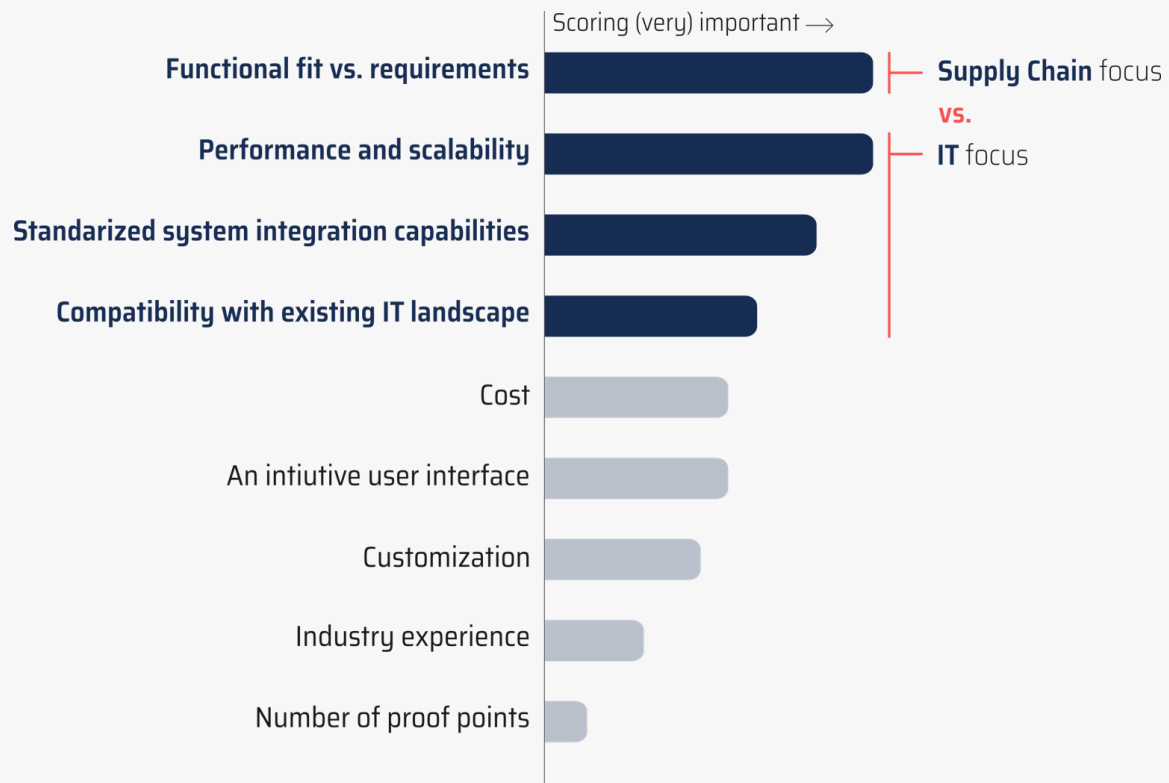 Scoring (very) important →
Functional fit vs. requirements
Supply Chain focus
vs.
Performance and scalability
IT focus
Standarized system integration capabilities
Compatibility with existing IT landscape
Cost
An intiutive user interface
Customization
Industry experience
Number of proof points